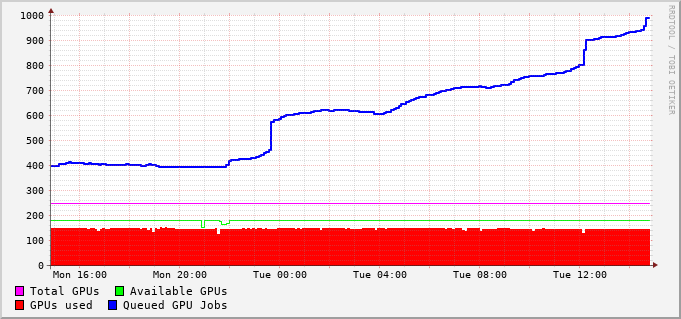 1000
900
800
700
600
500
400
300
200
100
0
Mon 16:00 Mon 20:00 Tue 00:00 Tue 04:00 Tue 08:00 Tue 12:00
Total GPUs Available GPUs
GPUs used Queued GPU Jobs
RRDTOOL / TOBI OETIKER